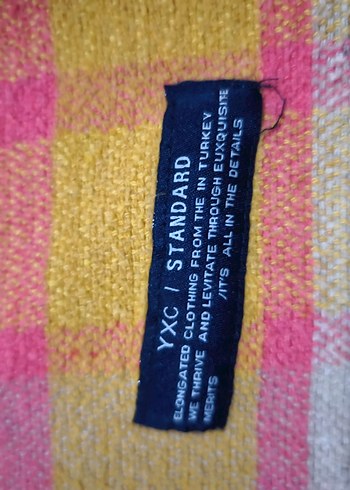 YXC / STANDARD
ELONGATED CLOTHING FROM THE IN TURKEY
WE THRIVE AND LEVITATE THROUGH EUXQUISITE
MERITS /IT'S ALL IN THE DETAILS